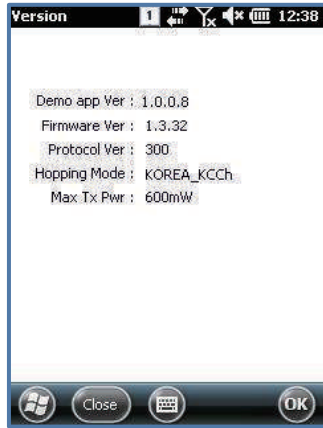 Version 1 12:38
Demo app Ver : 1.0.0.8
Firmware Ver : 1.3.32
Protocol Ver : 300
Hopping Mode : KOREA_KCCh
Max Tx Pwr : 600mW
Close OK